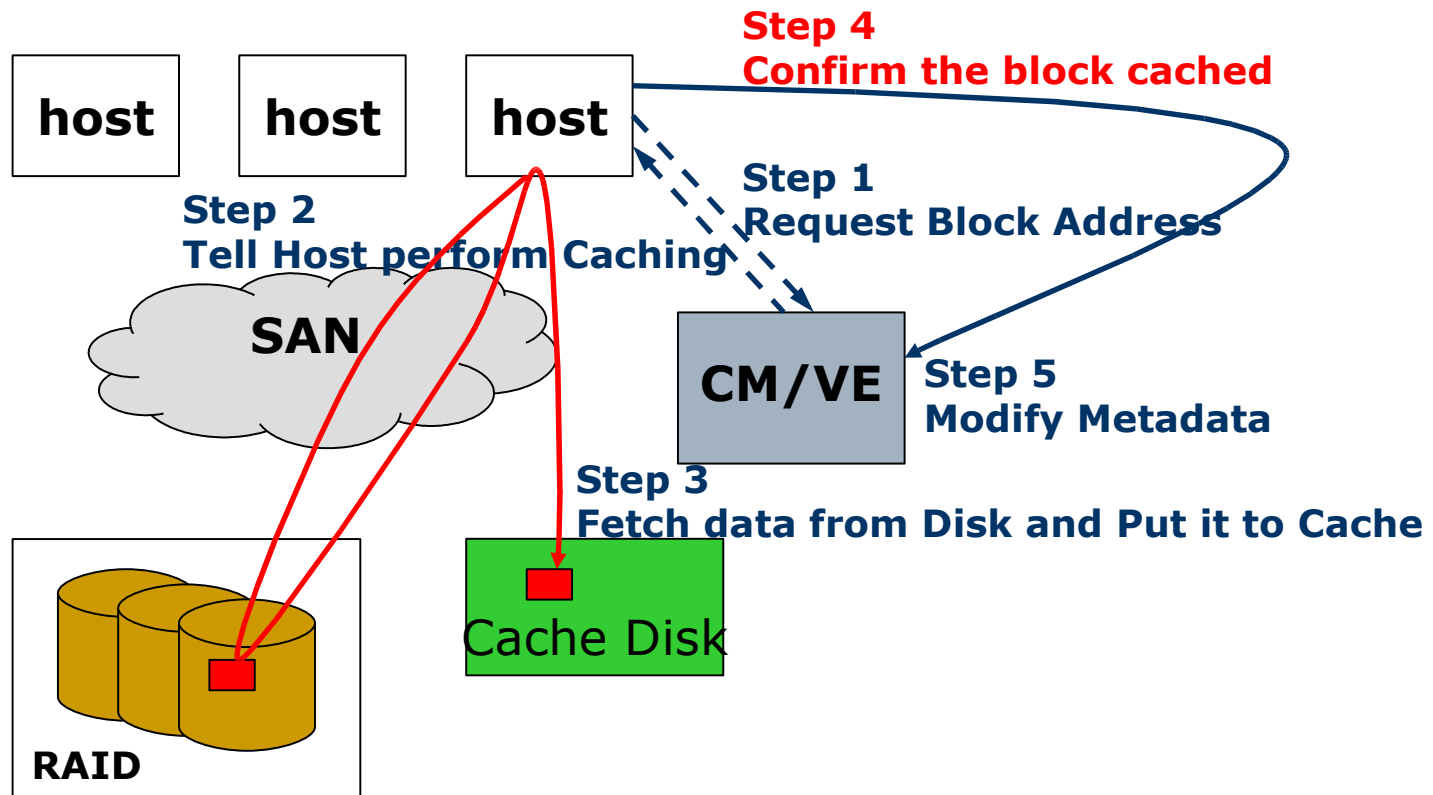 Step 4
Confirm the block cached
host
host
host
Step 1
Request Block Address
Step 2
Tell Host perform Caching
SAN
CM/VE
Step 5
Modify Metadata
Step 3
Fetch data from Disk and Put it to Cache
Cache Disk
RAID